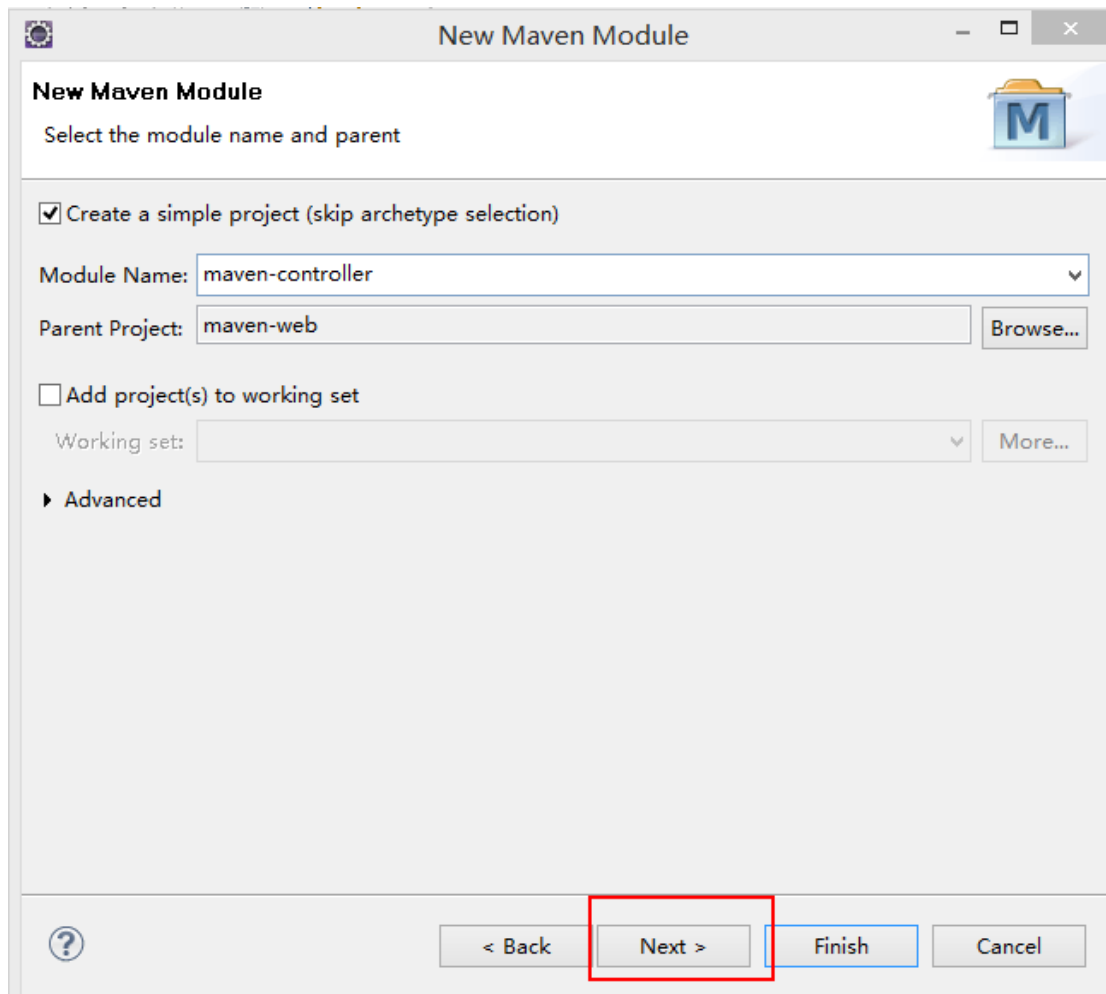 New Maven Module
New Maven Module
Select the module name and parent
Create a simple project (skip archetype selection)
Module Name: maven-controller
Parent Project: maven-web Browse...
Add project(s) to working set
Working set: More...
Advanced
< Back Next > Finish Cancel